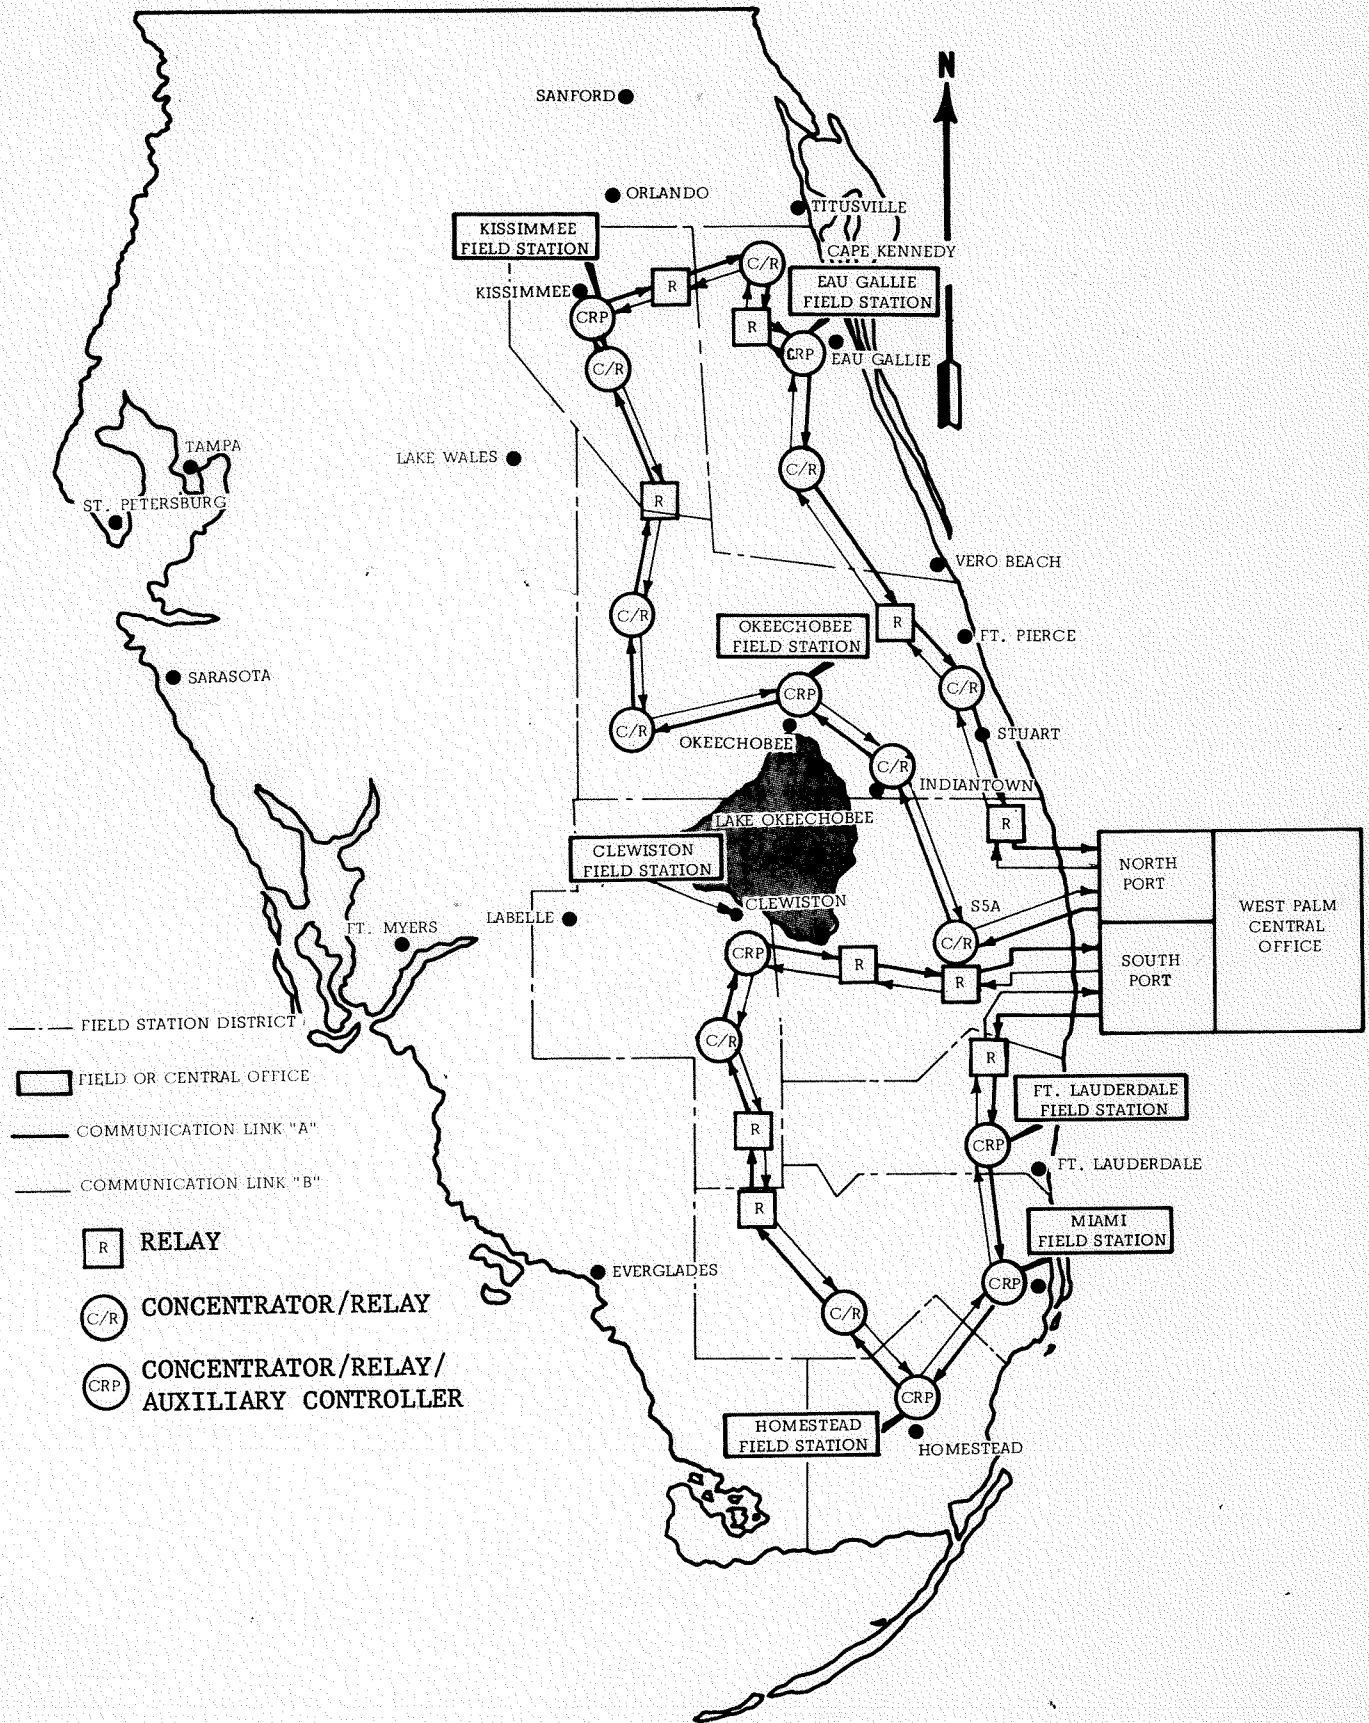 N
SANFORD
ORLANDO
TITUSVILLE
KISSIMMEE
FIELD STATION
CAPE KENNEDY
C/R
EAU GALLIE
FIELD STATION
R
KISSIMMEE
CRP
R
CRP
EAU GALLIE
C/R
TAMPA
LAKE WALES
C/R
ST. PETERSBURG
R
VERO BEACH
C/R
R
OKEECHOBEE
FIELD STATION
FT. PIERCE
SARASOTA
CRP
C/R
C/R
OKEECHOBEE
STUART
C/R
INDIANTOWN
LAKE OKEECHOBEE
R
CLEWISTON
FIELD STATION
NORTH
PORT
WEST PALM
CENTRAL
OFFICE
CLEWISTON
S5A
LABELLE
FT. MYERS
C/R
CRP
R
R
SOUTH
PORT
FIELD STATION DISTRICT
C/R
R
FIELD OR CENTRAL OFFICE
FT. LAUDERDALE
FIELD STATION
COMMUNICATION LINK "A"
R
CRP
FT. LAUDERDALE
COMMUNICATION LINK "B"
R
MIAMI
FIELD STATION
R
RELAY
EVERGLADES
CRP
C/R
CONCENTRATOR/RELAY
C/R
CRP
CONCENTRATOR/RELAY/
AUXILIARY CONTROLLER
CRP
HOMESTEAD
FIELD STATION
HOMESTEAD